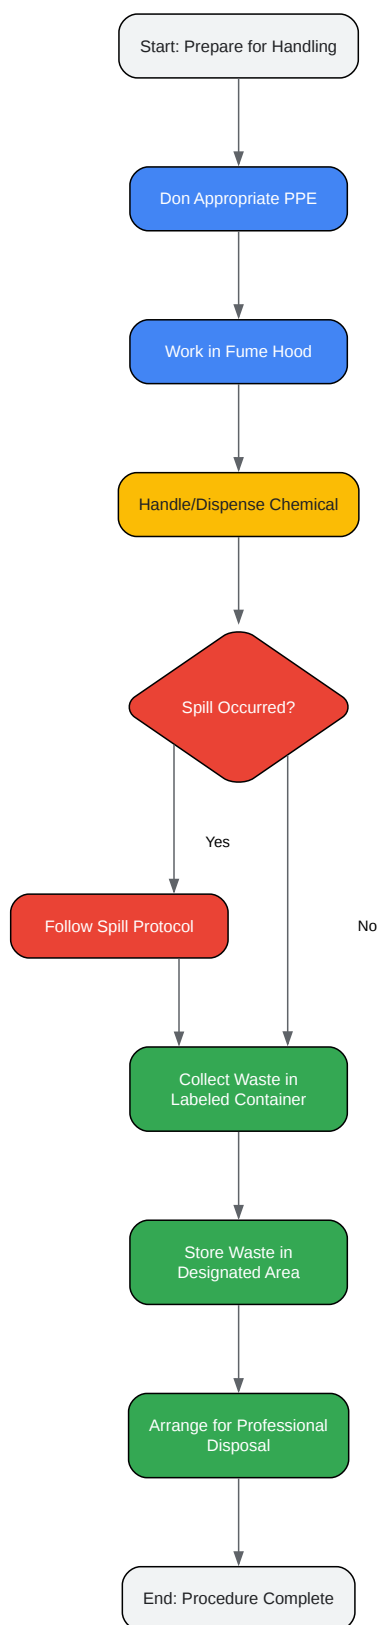 Start: Prepare for Handling
Don Appropriate PPE
Work in Fume Hood
Handle/Dispense Chemical
Spill Occurred?
Yes
Follow Spill Protocol
No
Collect Waste in
Labeled Container
Store Waste in
Designated Area
Arrange for Professional
Disposal
End: Procedure Complete